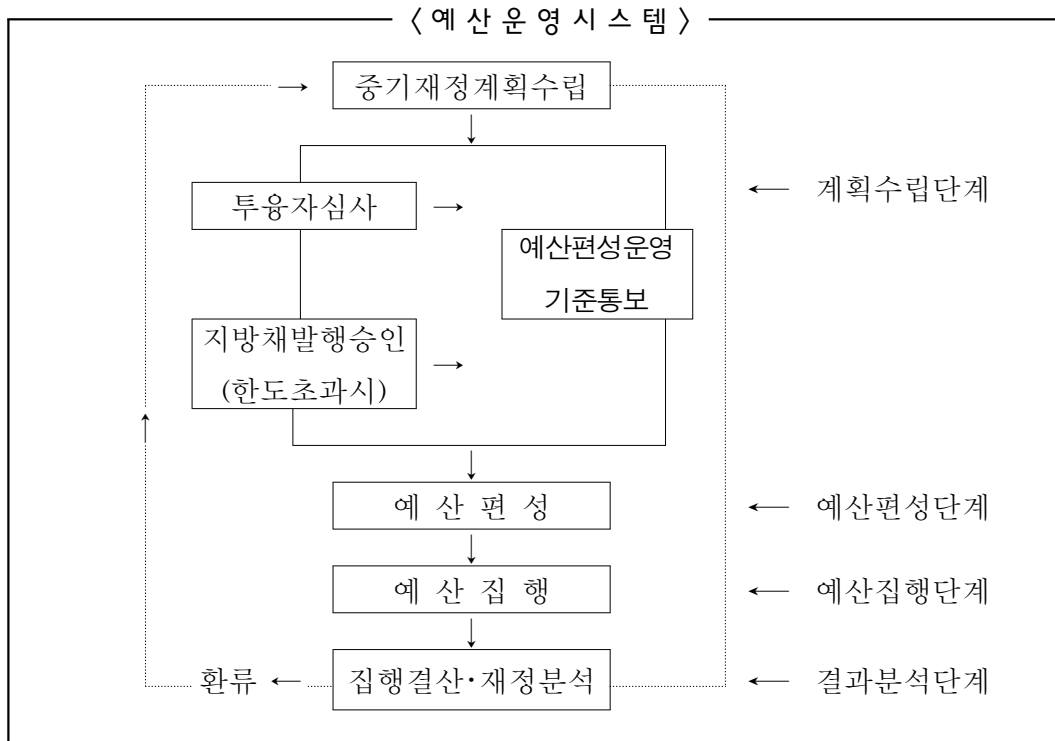 〈 예 산 운 영 시 스 템 〉
→ 중기재정계획수립
↓
← 계획수립단계
투융자심사 →
예산편성운영
기준통보
지방채발행승인 →
(한도초과시)
↑
↓
예 산 편 성 ← 예산편성단계
↓
예 산 집 행 ← 예산집행단계
↓
환류 ← 집행결산·재정분석 ← 결과분석단계